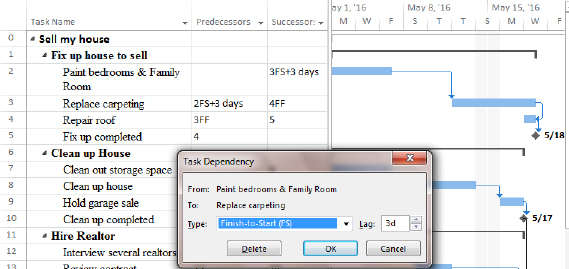 Task Name Predecessors Successor: ay 1, '16 May 8, '16 May 15, '16
M W F S T T S M W F
0 Sell my house
1 Fix up house to sell
2 Paint bedrooms & Family Room 3FS+3 days
3 Replace carpeting 2FS+3 days 4FF
4 Repair roof 3FF 5
5 Fix up completed 4 5/18
6 Clean up House
7 Clean out storage space
8 Clean up house
9 Hold garage sale
10 Clean up completed 5/17
11 Hire Realtor
12 Interview several realtors
13 Review contract
Task Dependency
From: Paint bedrooms & Family Room
To: Replace carpeting
Type: Finish-to-Start (FS) Lag: 3d
Delete OK Cancel